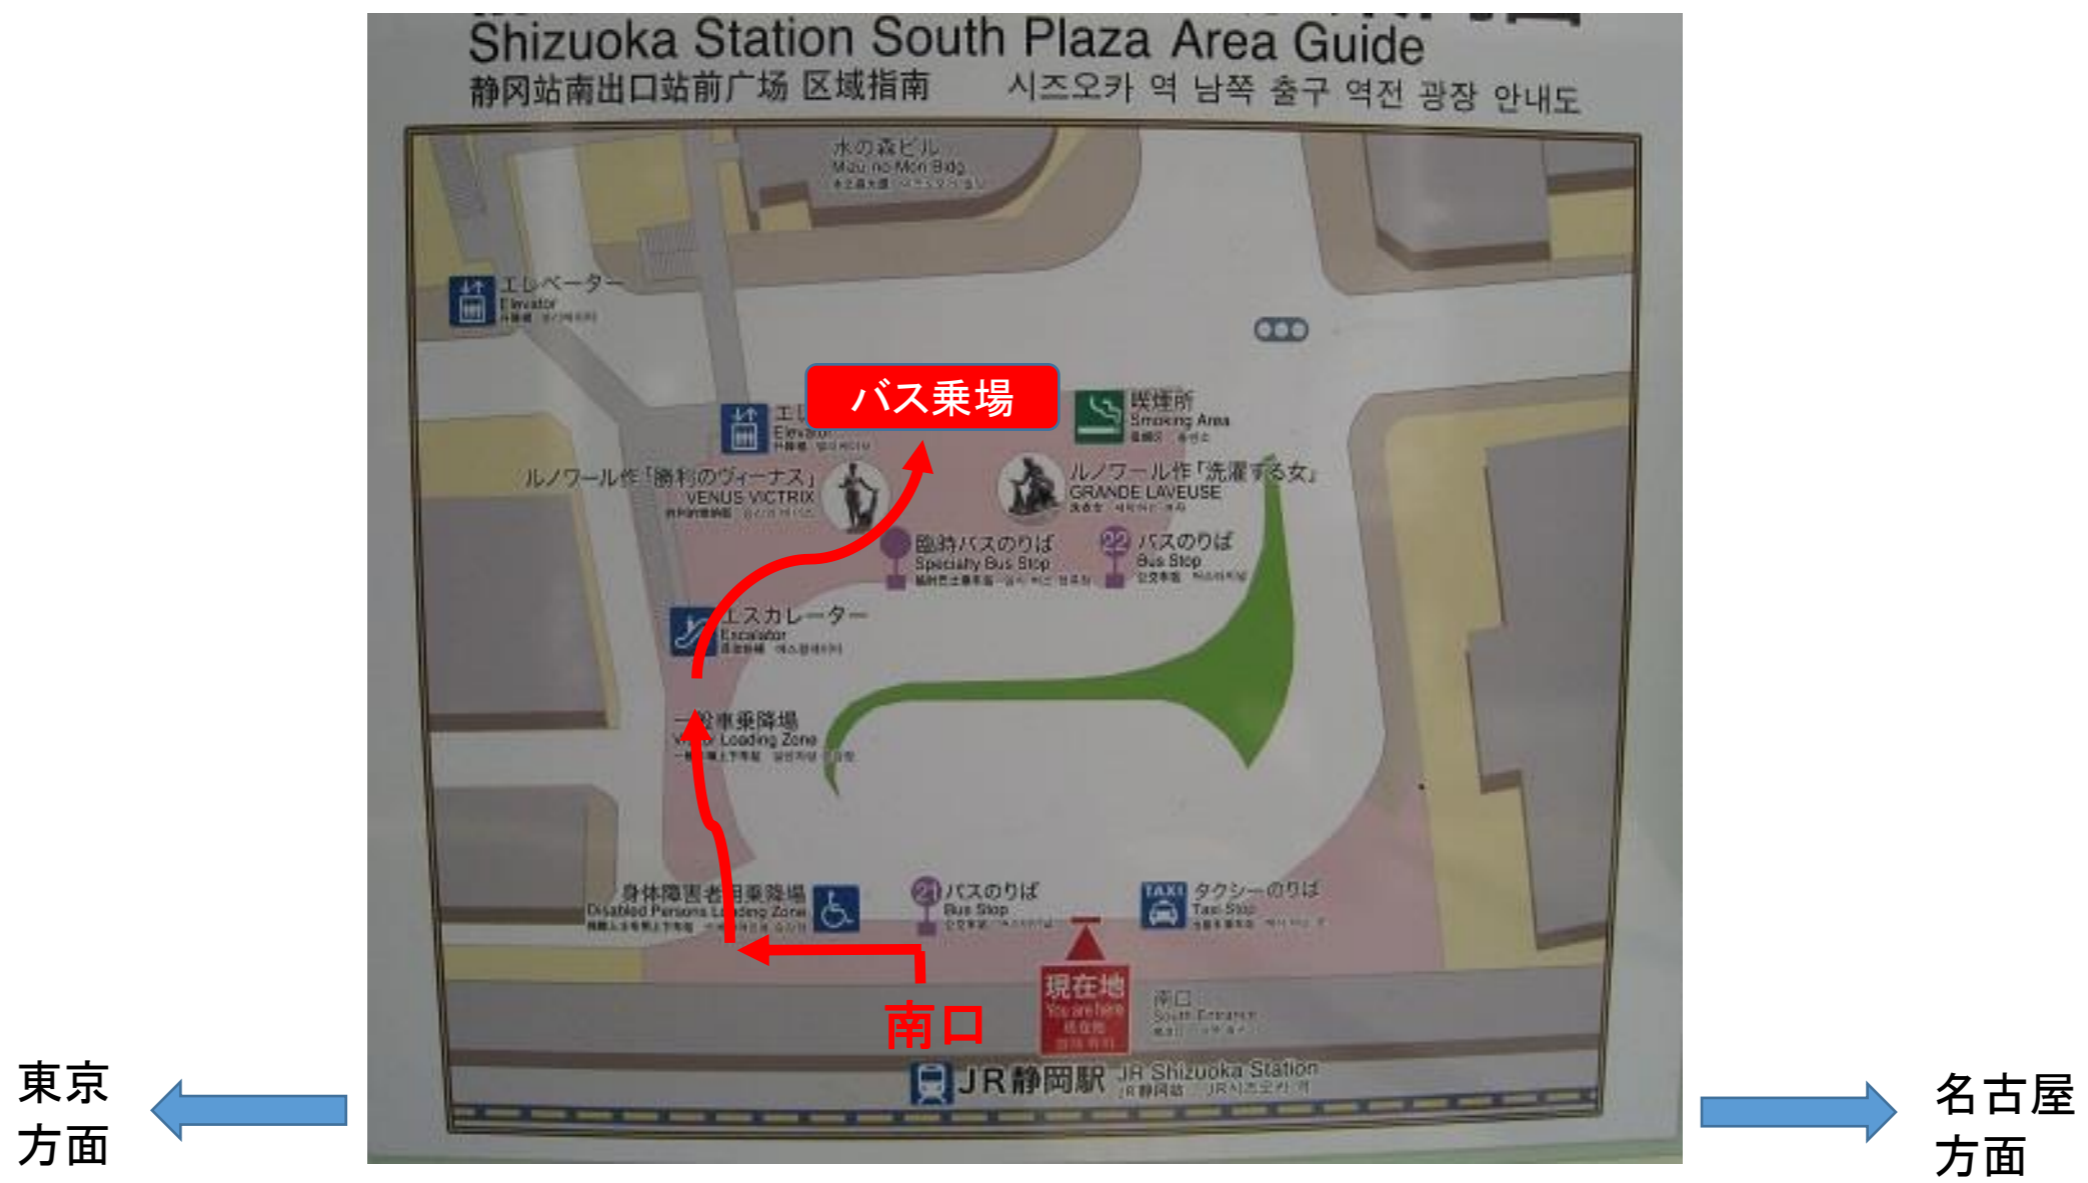 Shizuoka Station South Plaza Area Guide
静冈站南出口站前广场 区域指南
시즈오카 역 남쪽 출구 역전 광장 안내도
水の森ビル
Mizu no Mori Bldg.
エレベーター
Elevator
バス乗場
エレ
Elevator
喫煙所
Smoking Area
ルノワール作「勝利のヴィーナス」
VENUS VICTRIX
ルノワール作「洗濯する女」
GRANDE LAVEUSE
臨時バスのりば
Specialty Bus Stop
22 バスのりば
Bus Stop
エスカレーター
Escalator
一般車乗降場
Loading Zone
身体障害者用乗降場
Disabled Persons Loading Zone
21 バスのりば
Bus Stop
TAXI タクシーのりば
Taxi Stop
現在地
You are here
南口
南口
South Entrance
JR静岡駅 JR Shizuoka Station
東京
方面
名古屋
方面